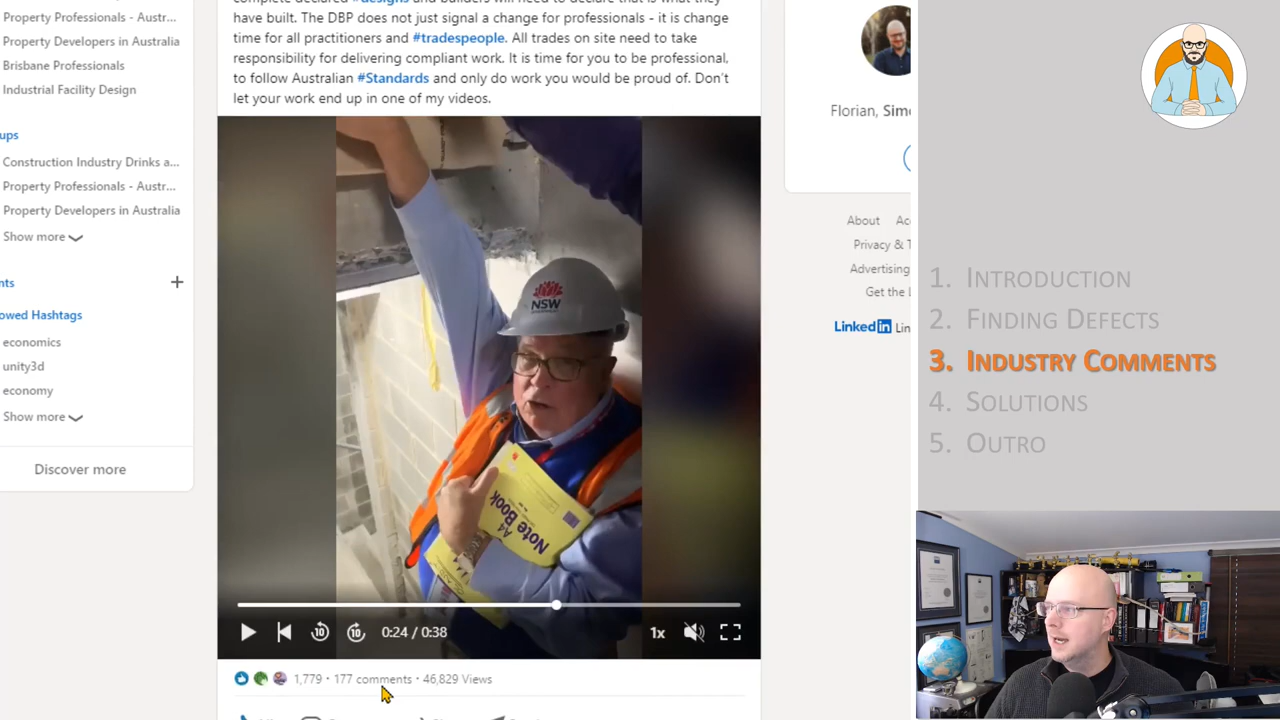 Property Professionals - Austr...
Property Developers in Australia
Brisbane Professionals
Industrial Facility Design
ups
Construction Industry Drinks a...
Property Professionals - Austr...
Property Developers in Australia
Show more
nts
owed Hashtags
economics
unity3d
economy
Show more
Discover more
complete declared #designs and builders will need to declare that is what they
have built. The DBP does not just signal a change for professionals - it is change
time for all practitioners and #tradespeople. All trades on site need to take
responsibility for delivering compliant work. It is time for you to be professional,
to follow Australian #Standards and only do work you would be proud of. Don't
let your work end up in one of my videos.
NSW
A4
Note Book
10
10
0:24 / 0:38
1x
1,779 · 177 comments · 46,829 Views
Florian, Sim
About Ac
Privacy & T
Advertising
Get the L
LinkedIn Lin
1. Introduction
2. Finding Defects
3. Industry Comments
4. Solutions
5. Outro